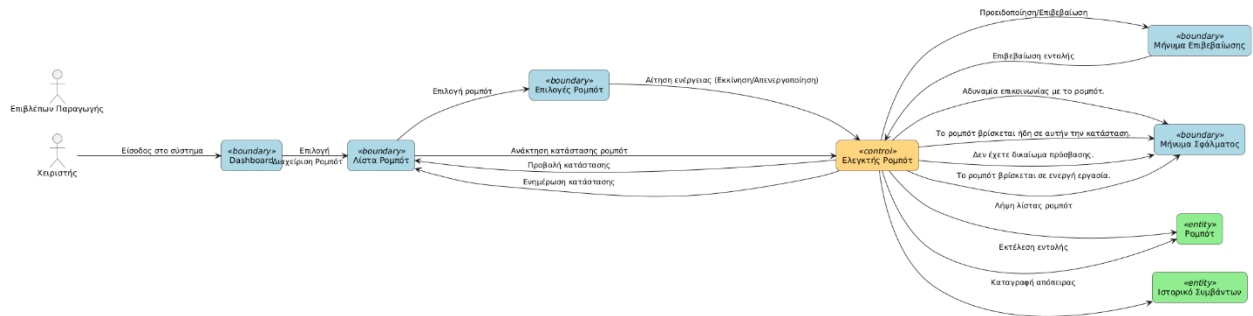 Επιβλέπων Παραγωγής
Χειριστής
Είσοδος στο σύστημα
«boundary»
Dashboard
Επιλογή
Διαχείριση Ρομπότ
«boundary»
Λίστα Ρομπότ
Επιλογή ρομπότ
«boundary»
Επιλογές Ρομπότ
Αίτηση ενέργειας (Εκκίνηση/Απενεργοποίηση)
Ανάκτηση κατάστασης ρομπότ
Προβολή κατάστασης
Ενημέρωση κατάστασης
«control»
Ελεγκτής Ρομπότ
Προειδοποίηση/Επιβεβαίωση
Επιβεβαίωση εντολής
«boundary»
Μήνυμα Επιβεβαίωσης
Αδυναμία επικοινωνίας με το ρομπότ.
Το ρομπότ βρίσκεται ήδη σε αυτήν την κατάσταση.
Δεν έχετε δικαίωμα πρόσβασης.
Το ρομπότ βρίσκεται σε ενεργή εργασία.
«boundary»
Μήνυμα Σφάλματος
Λήψη λίστας ρομπότ
Εκτέλεση εντολής
«entity»
Ρομπότ
Καταγραφή απόπειρας
«entity»
Ιστορικό Συμβάντων